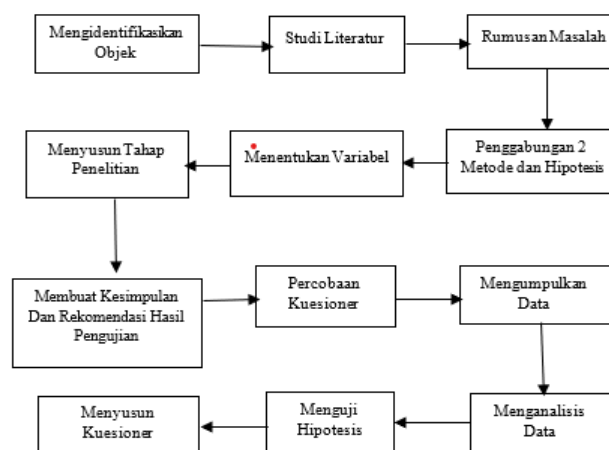 Mengidentifikasikan
Objek
Studi Literatur
Rumusan Masalah
Penggabungan 2
Metode dan Hipotesis
Menentukan Variabel
Menyusun Tahap
Penelitian
Membuat Kesimpulan
Dan Rekomendasi Hasil
Pengujian
Percobaan
Kuesioner
Mengumpulkan
Data
Menganalisis
Data
Menguji
Hipotesis
Menyusun
Kuesioner